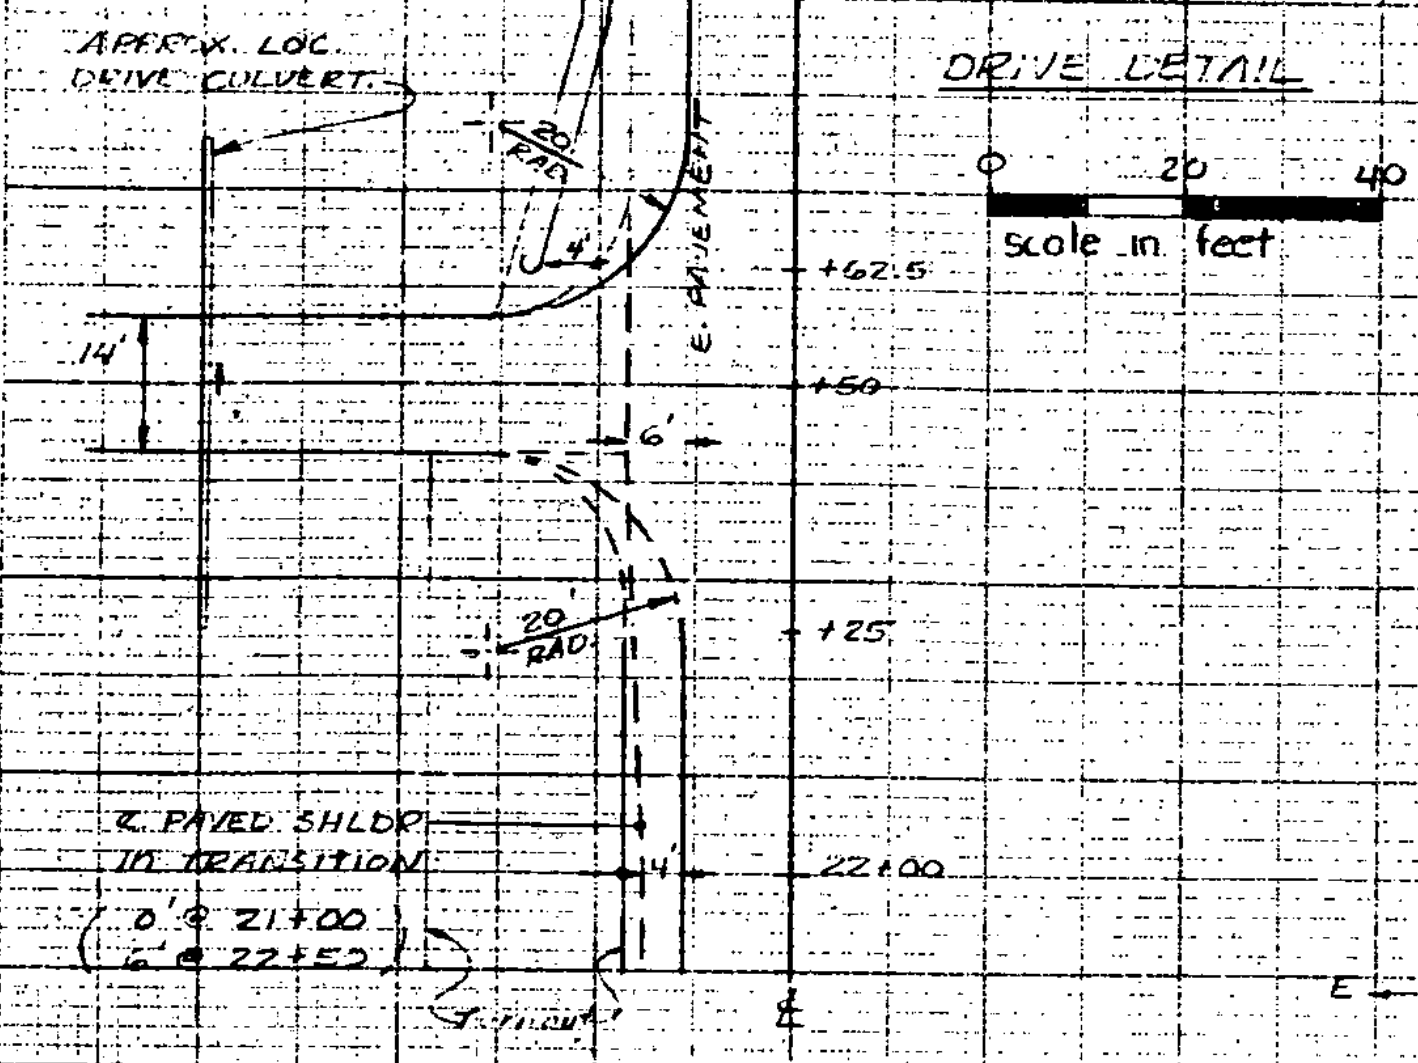 APPROX. LOC.
DRIVE CULVERT.
DRIVE DETAIL
0 20 40
scale in feet
20
RAD
E. PAVEMENT
4'
+62.5
14'
+50
6'
20
RAD
+25
PAVED SHLDR
IN TRANSITION
0' @ 21+00
6' @ 22+50
4'
22+00
℄
E